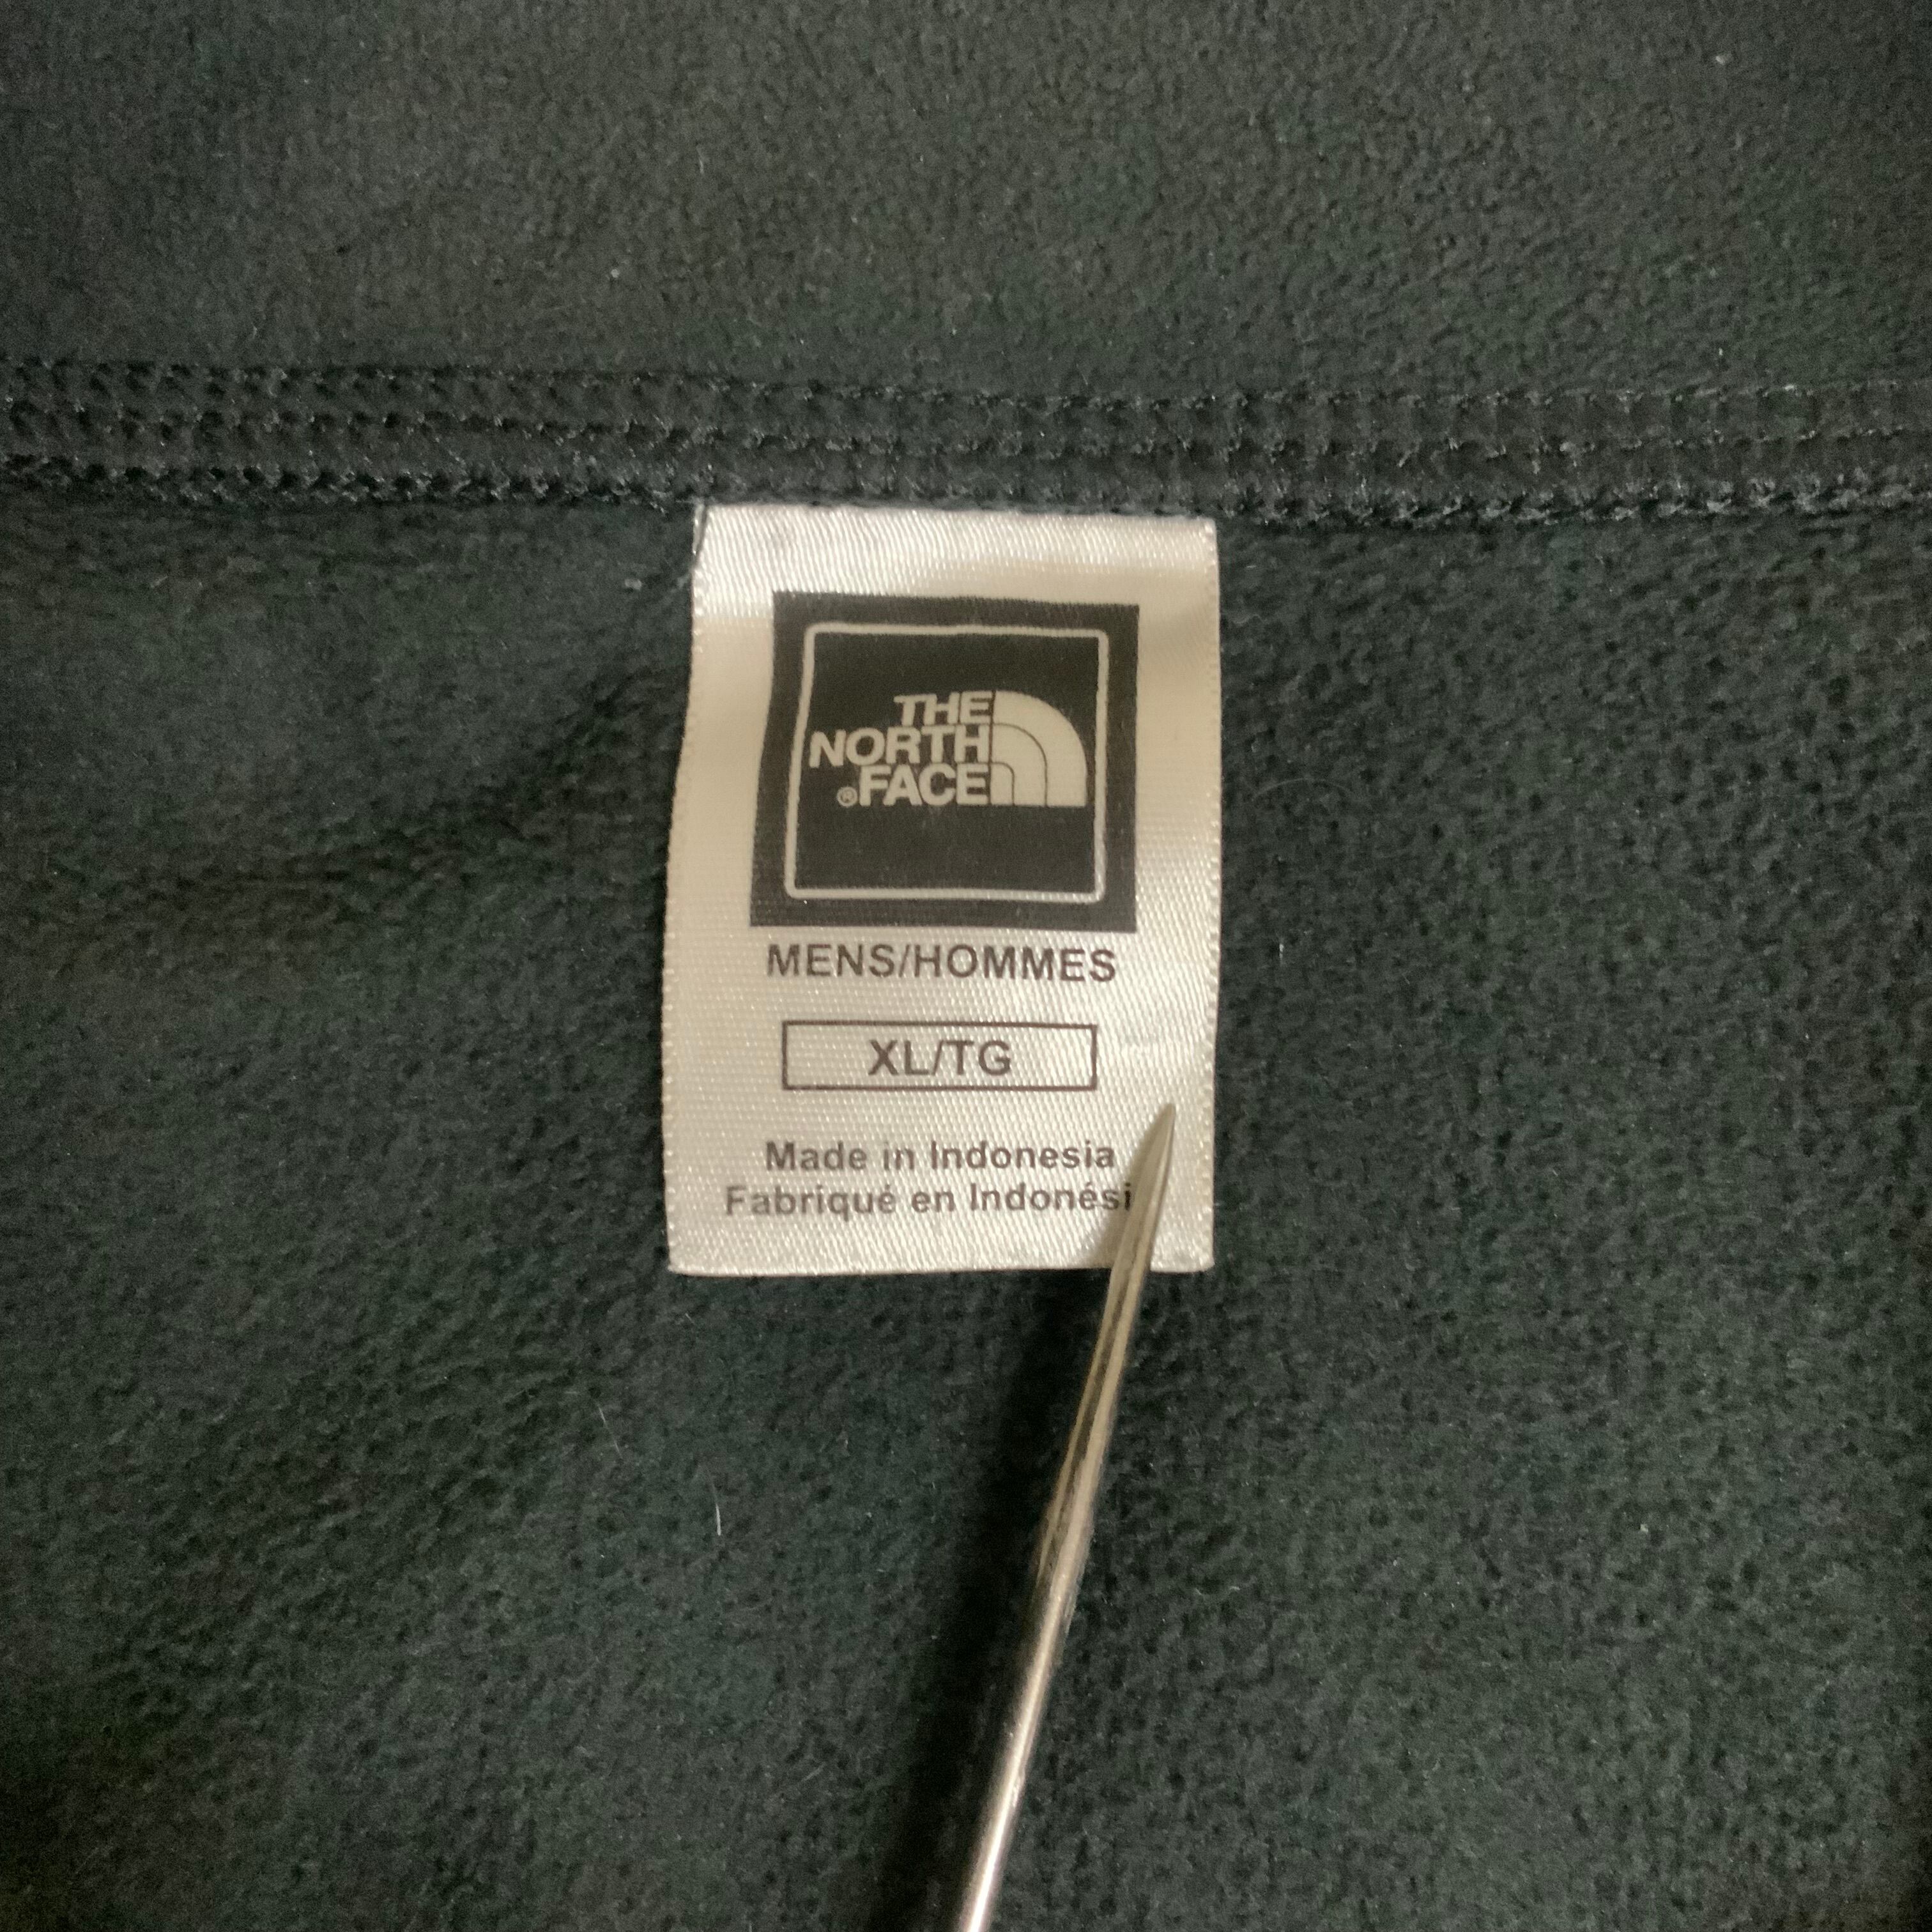 THE
NORTH
®FACE
MENS/HOMMES
XL/TG
Made in Indonesia
Fabriqué en Indonési